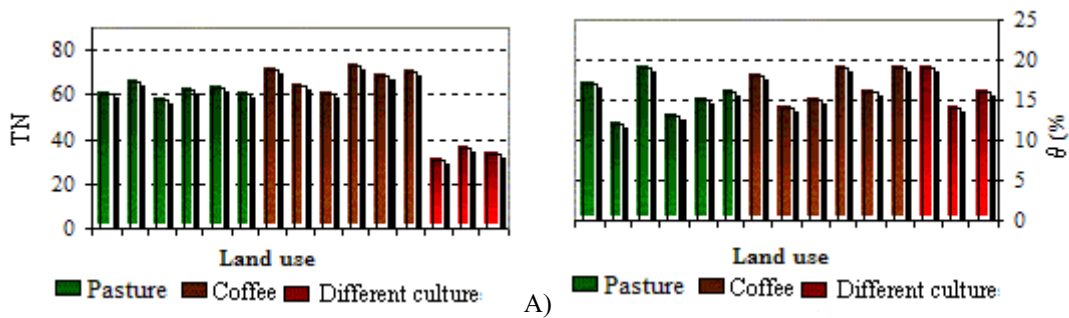 TN
80
60
40
20
0
Land use
Pasture Coffee Different culture
A)
25
20
15
10
5
0
θ (%
Land use
Pasture Coffee Different culture